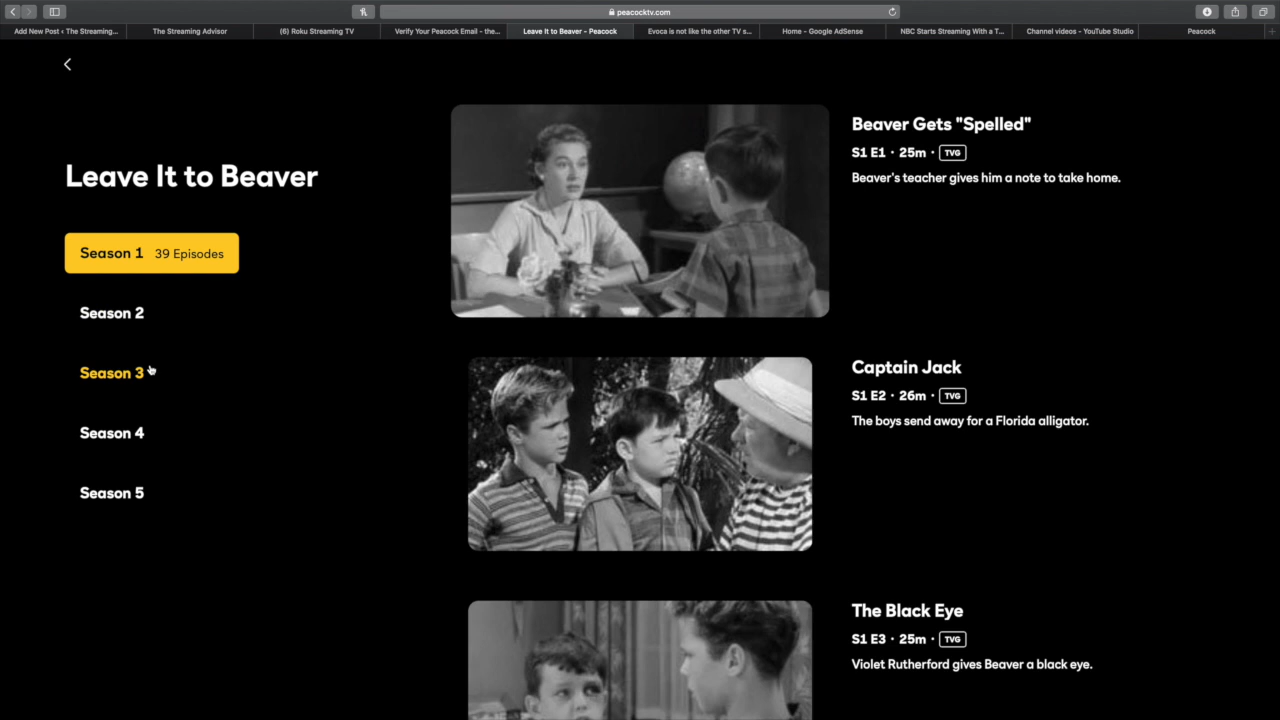 peacocktv.com
Add New Post ‹ The Streaming...
The Streaming Advisor
(6) Roku Streaming TV
Verify Your Peacock Email - the...
Leave It to Beaver - Peacock
Evoca is not like the other TV s...
Home - Google AdSense
NBC Starts Streaming With a T...
Channel videos - YouTube Studio
Peacock
Leave It to Beaver
Season 1 39 Episodes
Season 2
Season 3
Season 4
Season 5
Beaver Gets "Spelled"
S1 E1 · 25m · TVG
Beaver's teacher gives him a note to take home.
Captain Jack
S1 E2 · 26m · TVG
The boys send away for a Florida alligator.
The Black Eye
S1 E3 · 25m · TVG
Violet Rutherford gives Beaver a black eye.